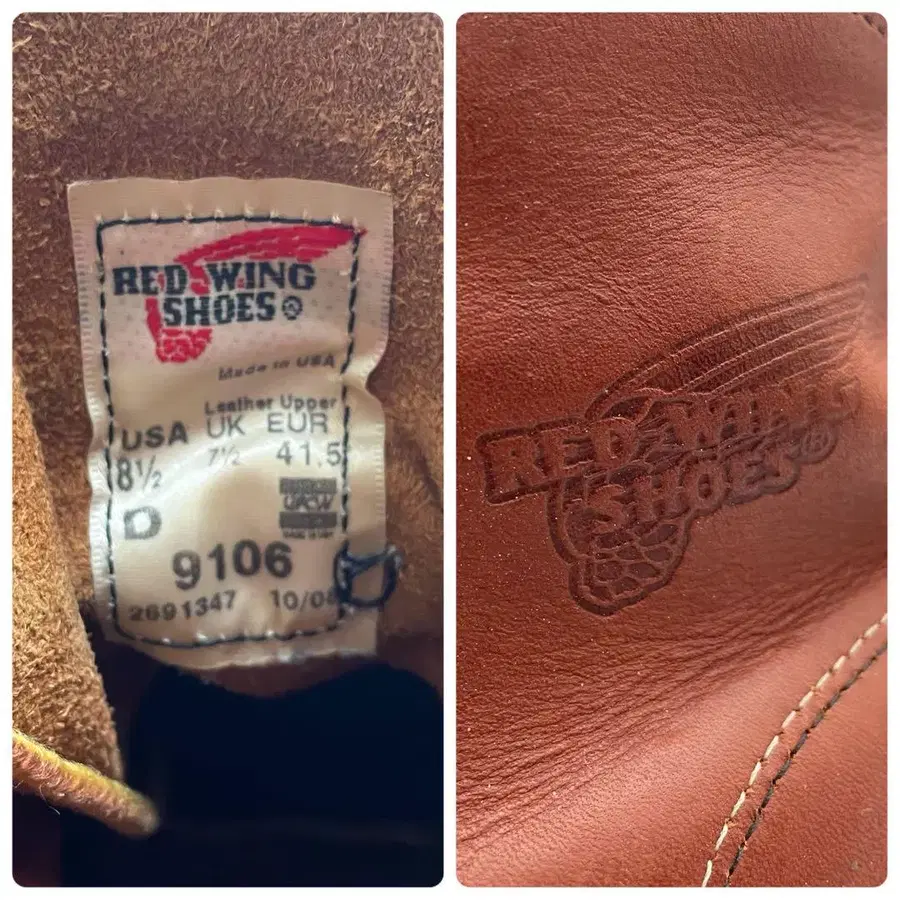 RED WING
SHOES®
Made in USA
Leather Upper
USA UK EUR
8½ 7½ 41.5
D
9106
2691347 10/0
RED WING
SHOES®